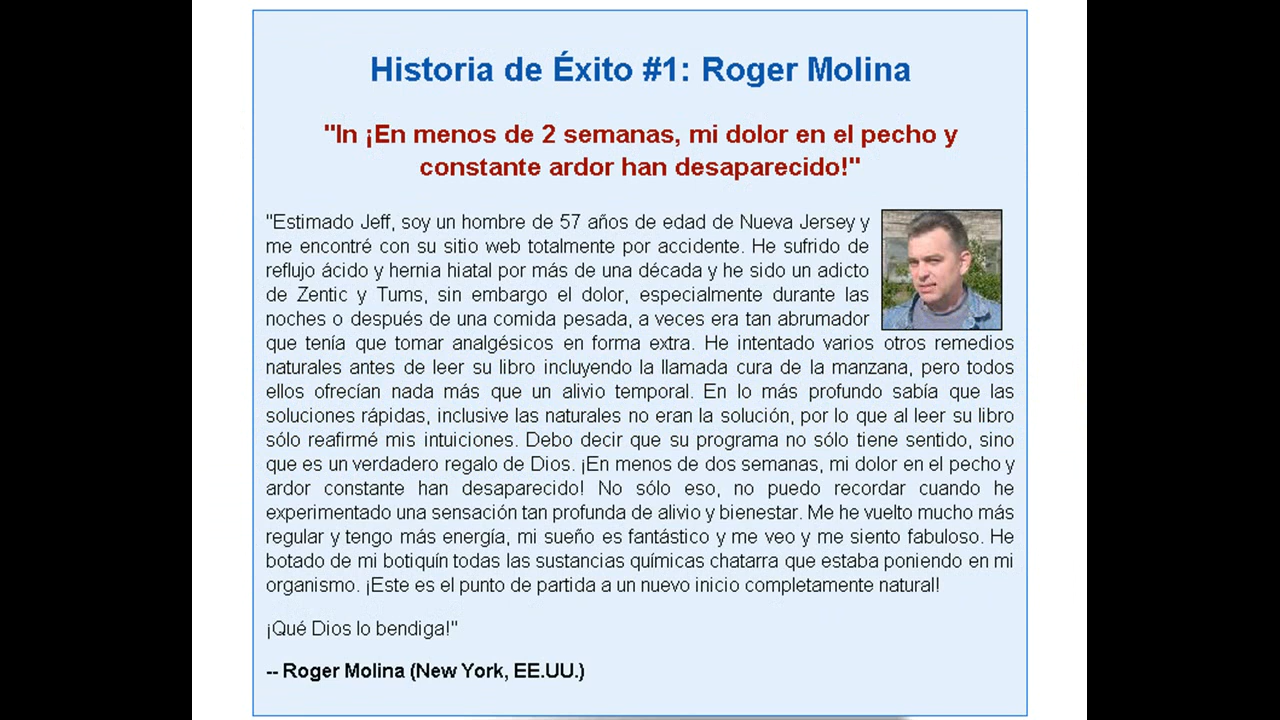 Historia de Éxito #1: Roger Molina
"In ¡En menos de 2 semanas, mi dolor en el pecho y
constante ardor han desaparecido!"
"Estimado Jeff, soy un hombre de 57 años de edad de Nueva Jersey y
me encontré con su sitio web totalmente por accidente. He sufrido de
reflujo ácido y hernia hiatal por más de una década y he sido un adicto
de Zentic y Tums, sin embargo el dolor, especialmente durante las
noches o después de una comida pesada, a veces era tan abrumador
que tenía que tomar analgésicos en forma extra. He intentado varios otros remedios
naturales antes de leer su libro incluyendo la llamada cura de la manzana, pero todos
ellos ofrecían nada más que un alivio temporal. En lo más profundo sabía que las
soluciones rápidas, inclusive las naturales no eran la solución, por lo que al leer su libro
sólo reafirmé mis intuiciones. Debo decir que su programa no sólo tiene sentido, sino
que es un verdadero regalo de Dios. ¡En menos de dos semanas, mi dolor en el pecho y
ardor constante han desaparecido! No sólo eso, no puedo recordar cuando he
experimentado una sensación tan profunda de alivio y bienestar. Me he vuelto mucho más
regular y tengo más energía, mi sueño es fantástico y me veo y me siento fabuloso. He
botado de mi botiquín todas las sustancias químicas chatarra que estaba poniendo en mi
organismo. ¡Este es el punto de partida a un nuevo inicio completamente natural!
¡Qué Dios lo bendiga!"
-- Roger Molina (New York, EE.UU.)